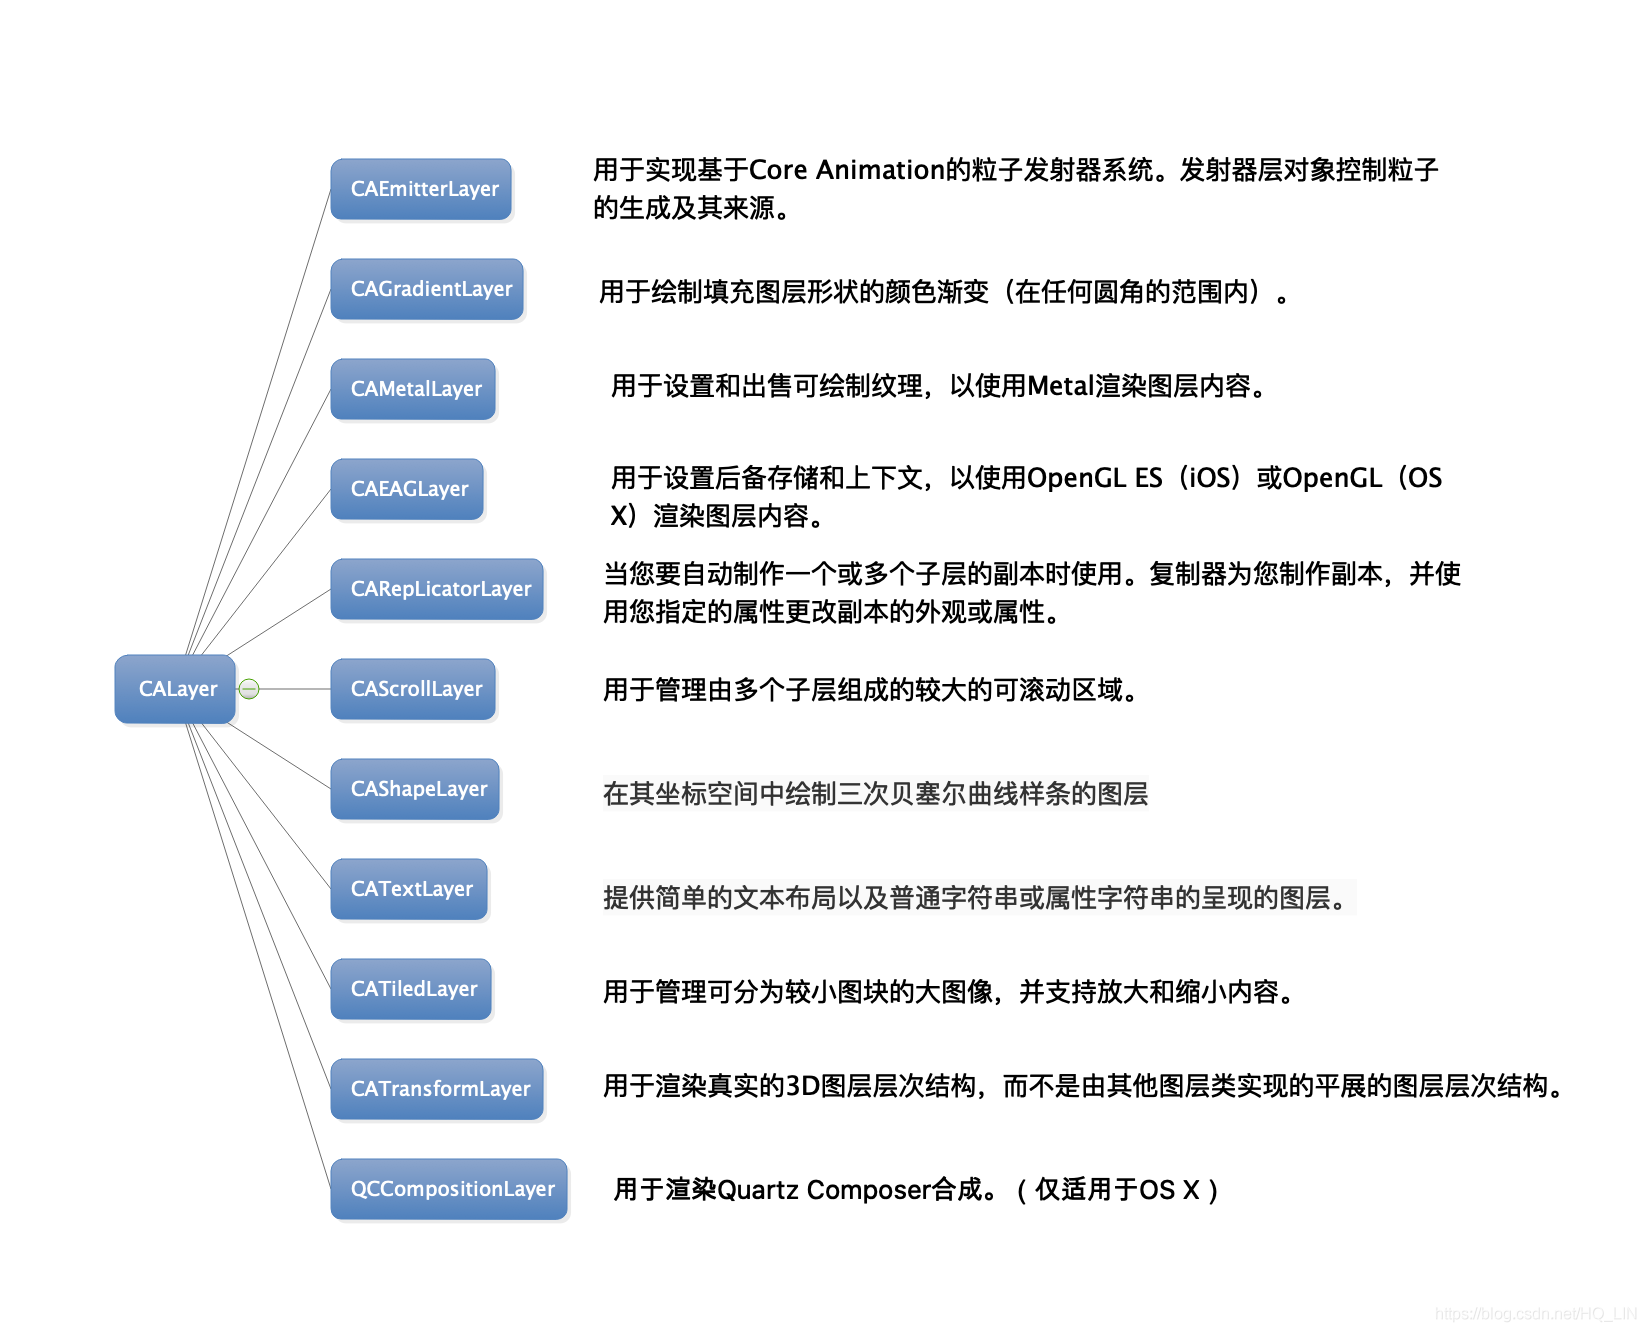 CAEmitterLayer
用于实现基于Core Animation的粒子发射器系统。发射器层对象控制粒子
的生成及其来源。
CAGradientLayer
用于绘制填充图层形状的颜色渐变（在任何圆角的范围内）。
CAMetalLayer
用于设置和出售可绘制纹理，以使用Metal渲染图层内容。
CAEAGLayer
用于设置后备存储和上下文，以使用OpenGL ES（iOS）或OpenGL（OS
X）渲染图层内容。
CARepLicatorLayer
当您要自动制作一个或多个子层的副本时使用。复制器为您制作副本，并使
用您指定的属性更改副本的外观或属性。
CALayer
CAScrollLayer
用于管理由多个子层组成的较大的可滚动区域。
CAShapeLayer
在其坐标空间中绘制三次贝塞尔曲线样条的图层
CATextLayer
提供简单的文本布局以及普通字符串或属性字符串的呈现的图层。
CATiledLayer
用于管理可分为较小图块的大图像，并支持放大和缩小内容。
CATransformLayer
用于渲染真实的3D图层层次结构，而不是由其他图层类实现的平展的图层层次结构。
QCCompositionLayer
用于渲染Quartz Composer合成。（仅适用于OS X）
https://blog.csdn.net/HQ_LIN